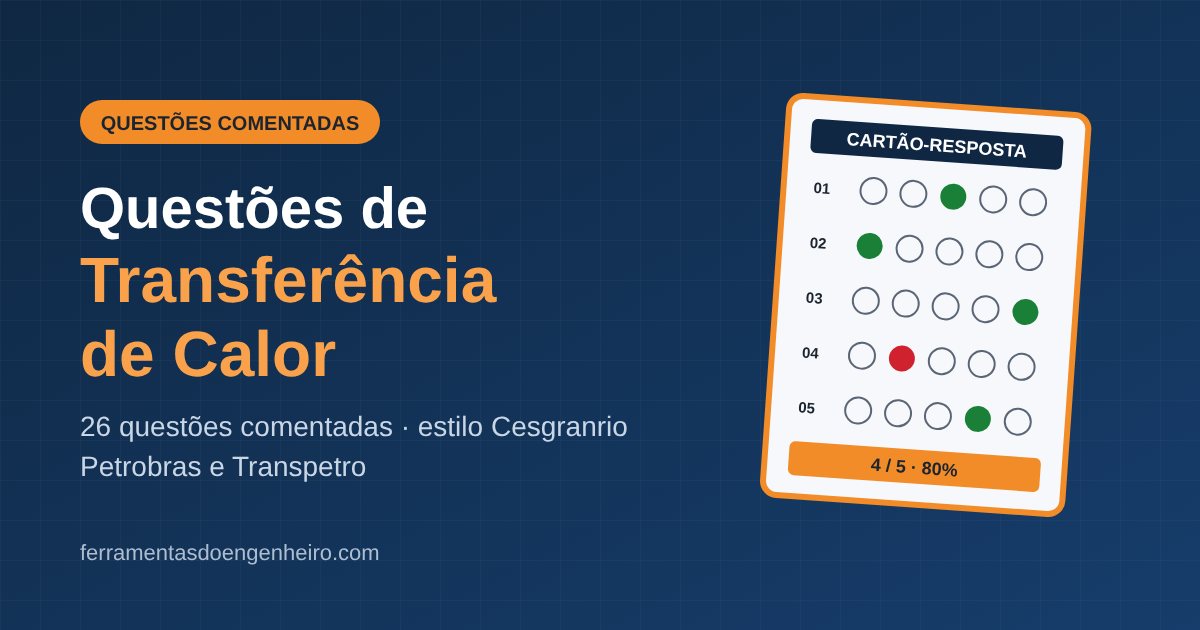 QUESTÕES COMENTADAS
Questões de
Transferência
de Calor
26 questões comentadas · estilo Cesgranrio
Petrobras e Transpetro
ferramentasdoengenheiro.com
CARTÃO-RESPOSTA
01
02
03
04
05
4 / 5 · 80%